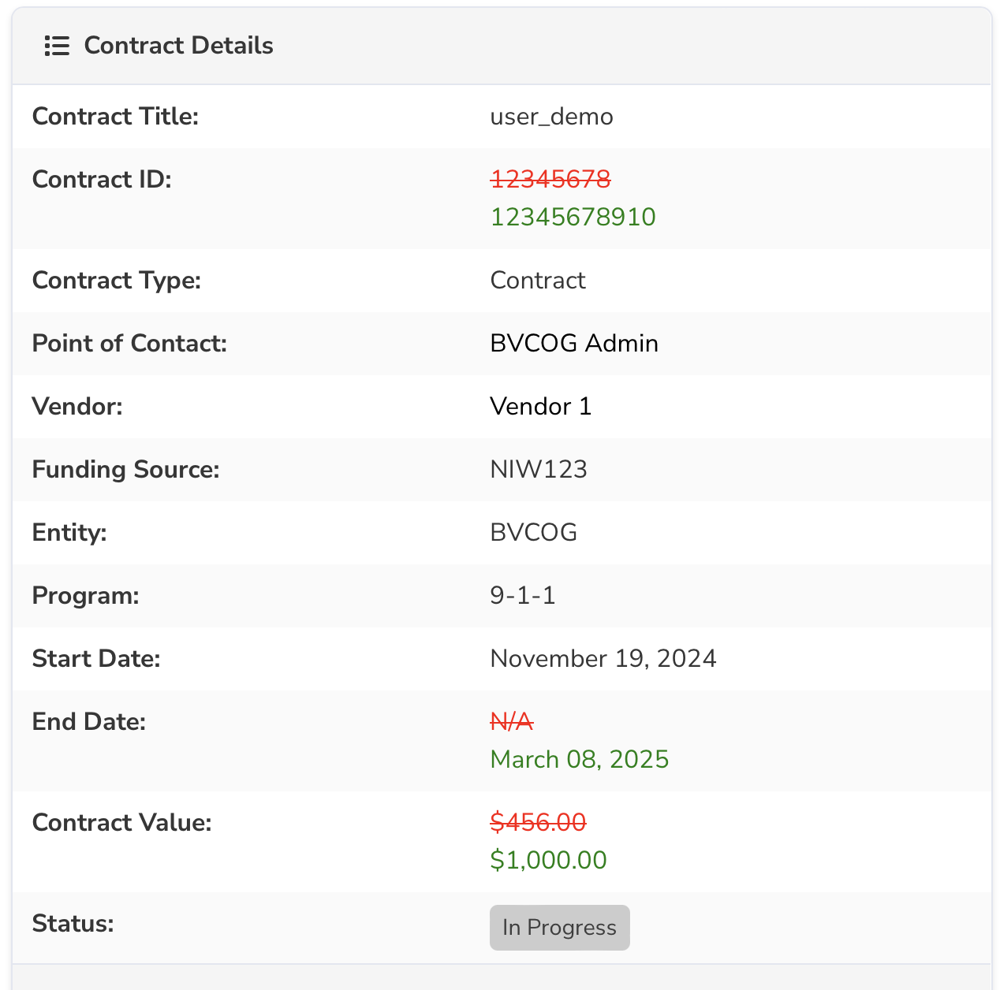 Contract Details
Contract Title: user_demo
Contract ID: 12345678
12345678910
Contract Type: Contract
Point of Contact: BVCOG Admin
Vendor: Vendor 1
Funding Source: NIW123
Entity: BVCOG
Program: 9-1-1
Start Date: November 19, 2024
End Date: N/A
March 08, 2025
Contract Value: $456.00
$1,000.00
Status: In Progress